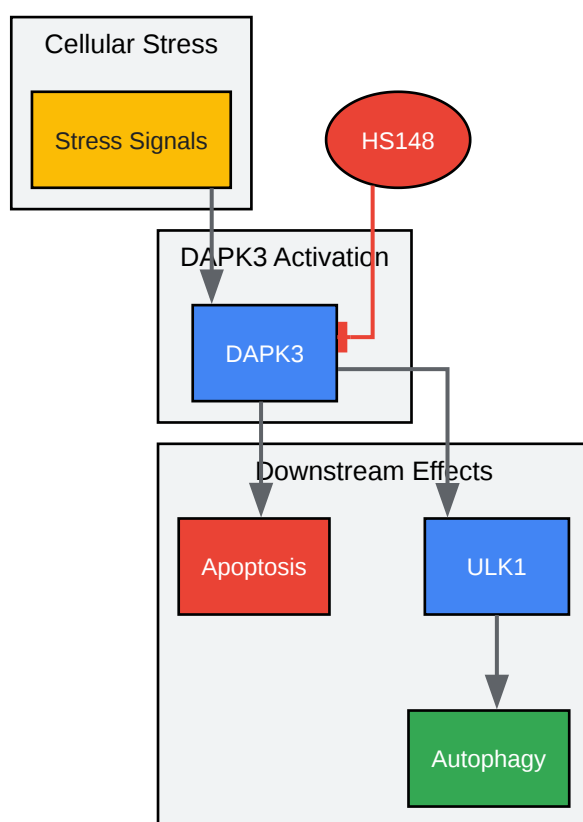 Cellular Stress
Stress Signals
HS148
DAPK3 Activation
DAPK3
Downstream Effects
Apoptosis
ULK1
Autophagy